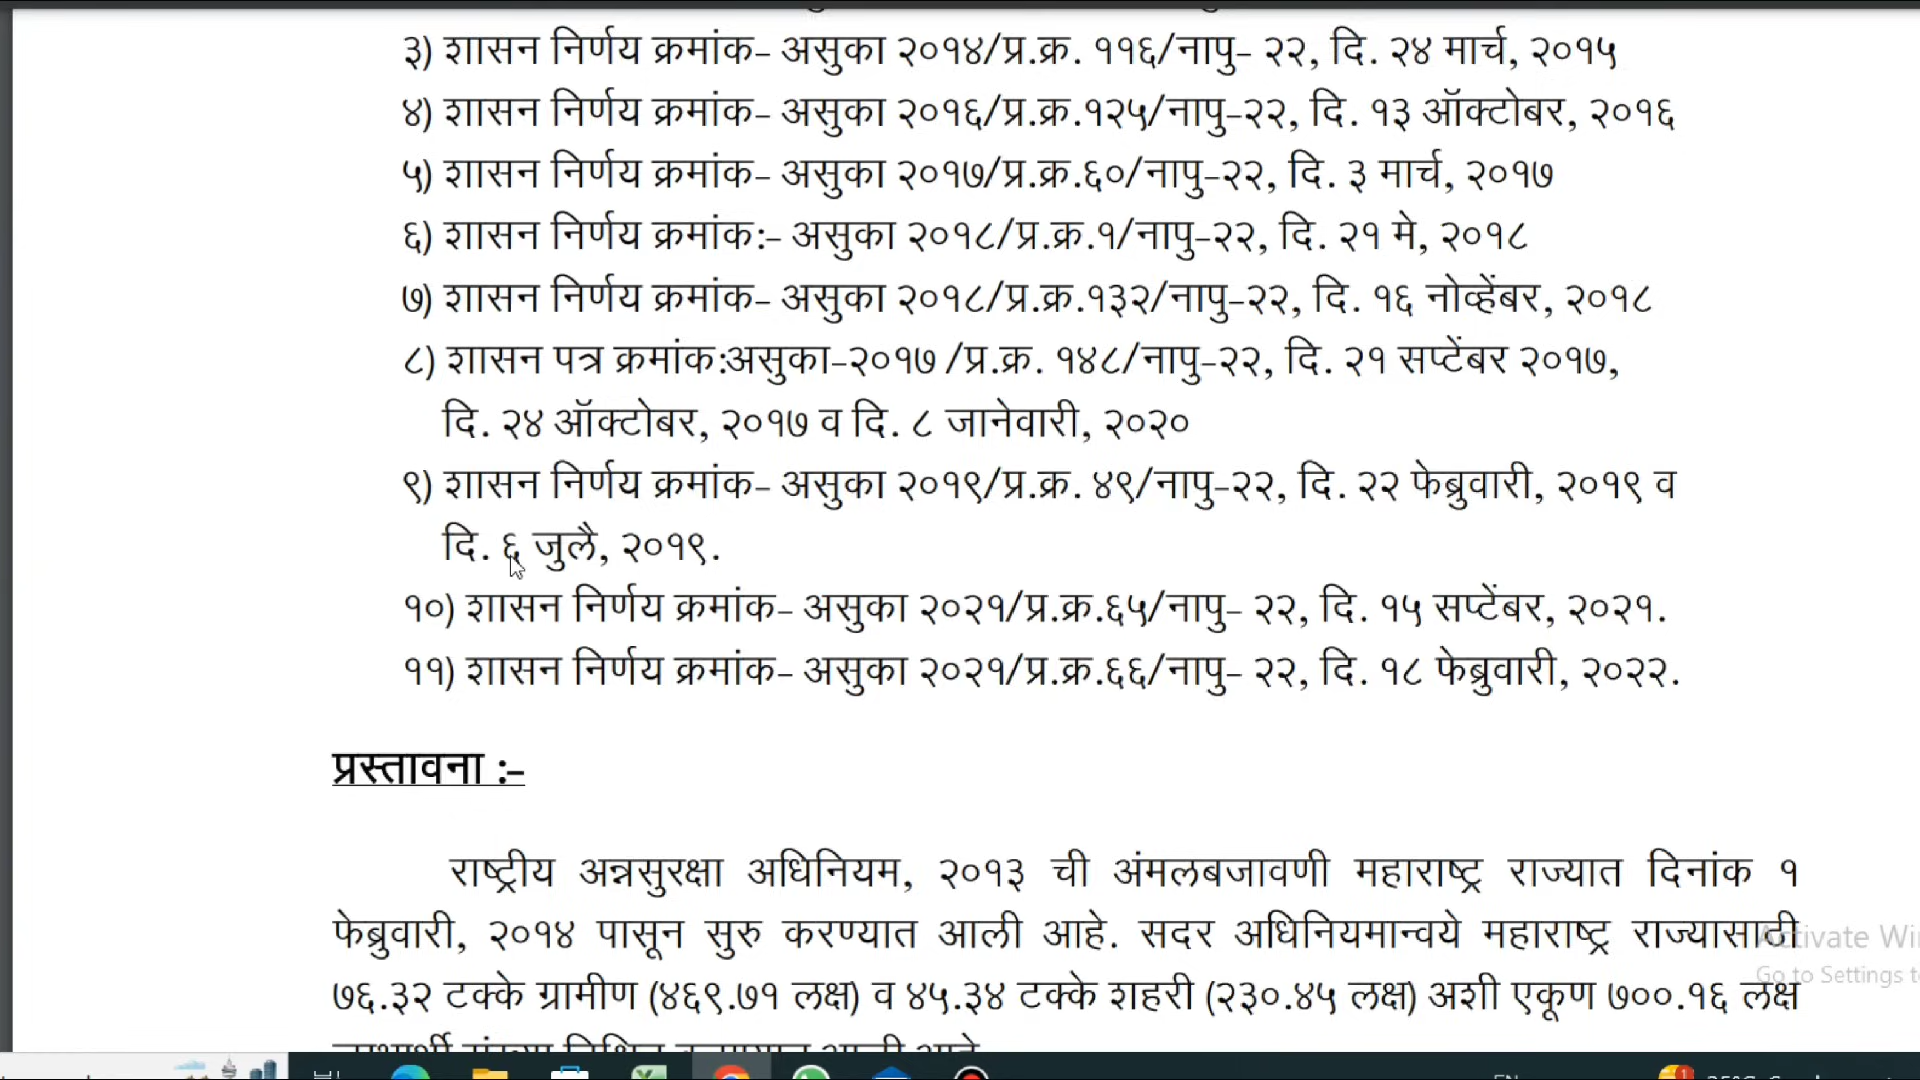 ३) शासन निर्णय क्रमांक- असुका २०१४/प्र.क्र. ११६/नापु- २२, दि. २४ मार्च, २०१५
४) शासन निर्णय क्रमांक- असुका २०१६/प्र.क्र.१२५/नापु-२२, दि. १३ ऑक्टोबर, २०१६
५) शासन निर्णय क्रमांक- असुका २०१७/प्र.क्र.६०/नापु-२२, दि. ३ मार्च, २०१७
६) शासन निर्णय क्रमांक:- असुका २०१८/प्र.क्र.१/नापु-२२, दि. २१ मे, २०१८
७) शासन निर्णय क्रमांक- असुका २०१८/प्र.क्र.१३२/नापु-२२, दि. १६ नोव्हेंबर, २०१८
८) शासन पत्र क्रमांक:असुका-२०१७ /प्र.क्र. १४८/नापु-२२, दि. २१ सप्टेंबर २०१७,
दि. २४ ऑक्टोबर, २०१७ व दि. ८ जानेवारी, २०२०
९) शासन निर्णय क्रमांक- असुका २०१९/प्र.क्र. ४९/नापु-२२, दि. २२ फेब्रुवारी, २०१९ व
दि. ६ जुलै, २०१९.
१०) शासन निर्णय क्रमांक- असुका २०२१/प्र.क्र.६५/नापु- २२, दि. १५ सप्टेंबर, २०२१.
११) शासन निर्णय क्रमांक- असुका २०२१/प्र.क्र.६६/नापु- २२, दि. १८ फेब्रुवारी, २०२२.
प्रस्तावना :-
राष्ट्रीय अन्नसुरक्षा अधिनियम, २०१३ ची अंमलबजावणी महाराष्ट्र राज्यात दिनांक १
फेब्रुवारी, २०१४ पासून सुरु करण्यात आली आहे. सदर अधिनियमान्वये महाराष्ट्र राज्यासाठी
Activate Wi
७६.३२ टक्के ग्रामीण (४६९.७१ लक्ष) व ४५.३४ टक्के शहरी (२३०.४५ लक्ष) अशी एकूण ७००.१६ लक्ष
Go to Settings t